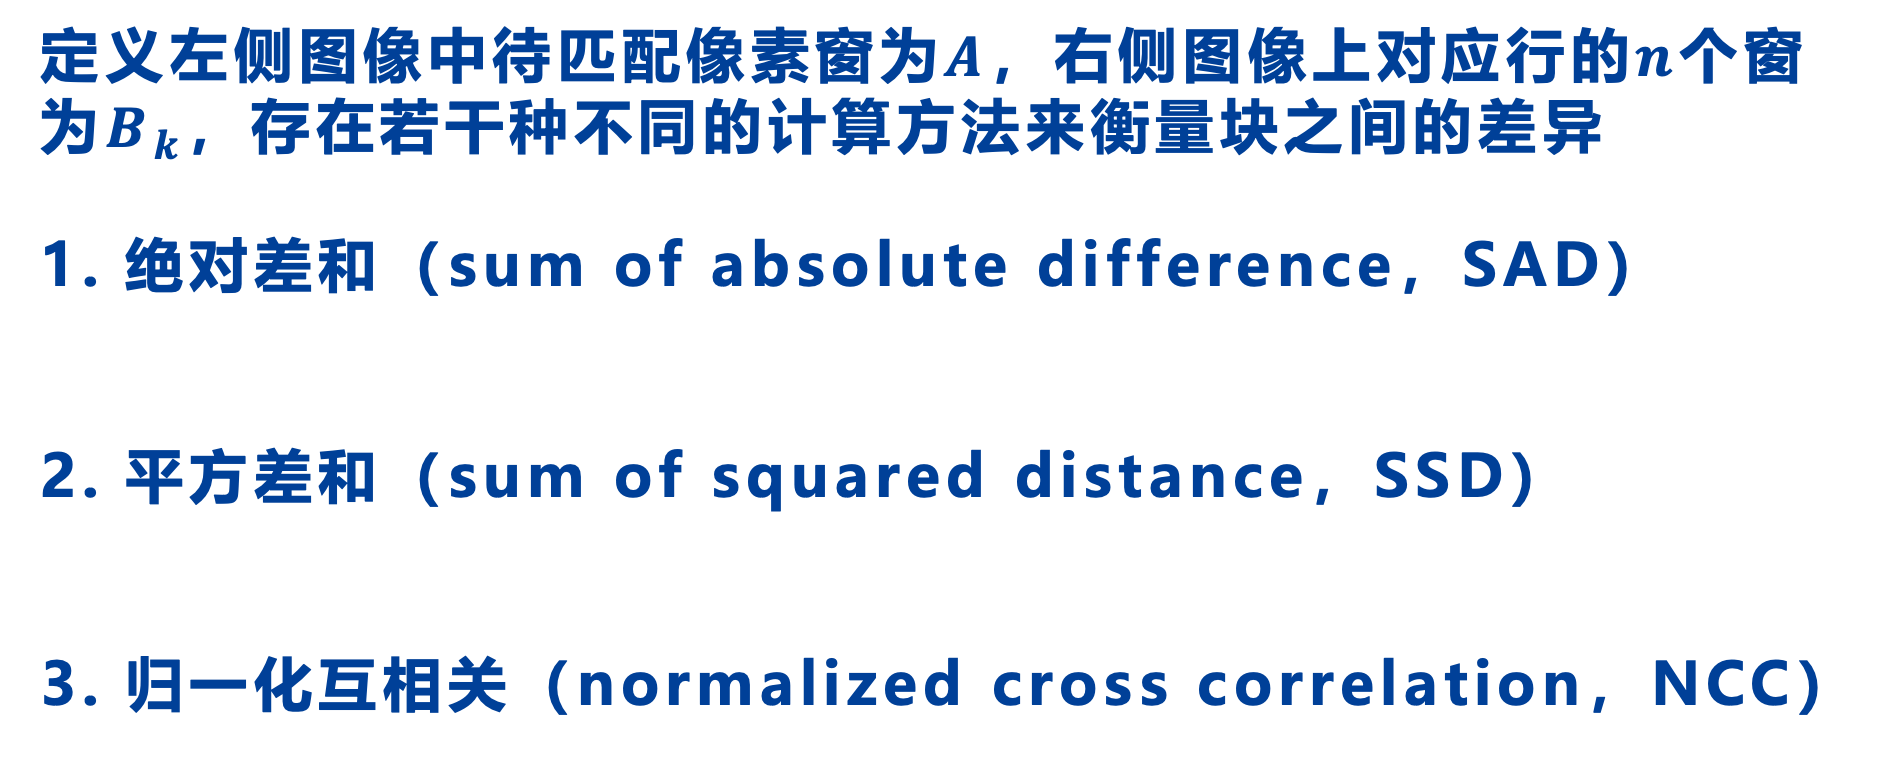 定义左侧图像中待匹配像素窗为A，右侧图像上对应行的n个窗
为B_k，存在若干种不同的计算方法来衡量块之间的差异
1. 绝对差和（sum of absolute difference，SAD）
2. 平方差和（sum of squared distance，SSD）
3. 归一化互相关（normalized cross correlation，NCC）